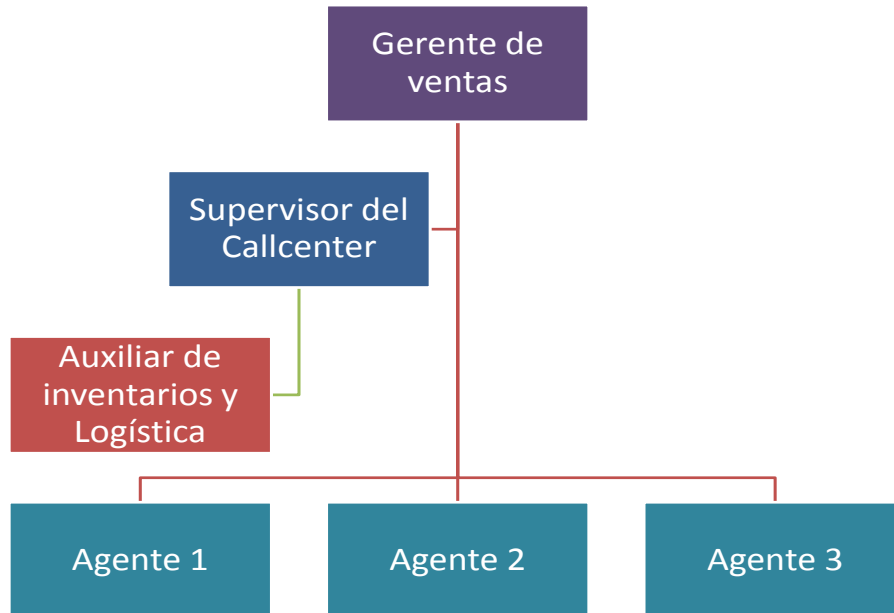 Gerente de
ventas
Supervisor del
Callcenter
Auxiliar de
inventarios y
Logística
Agente 1
Agente 2
Agente 3